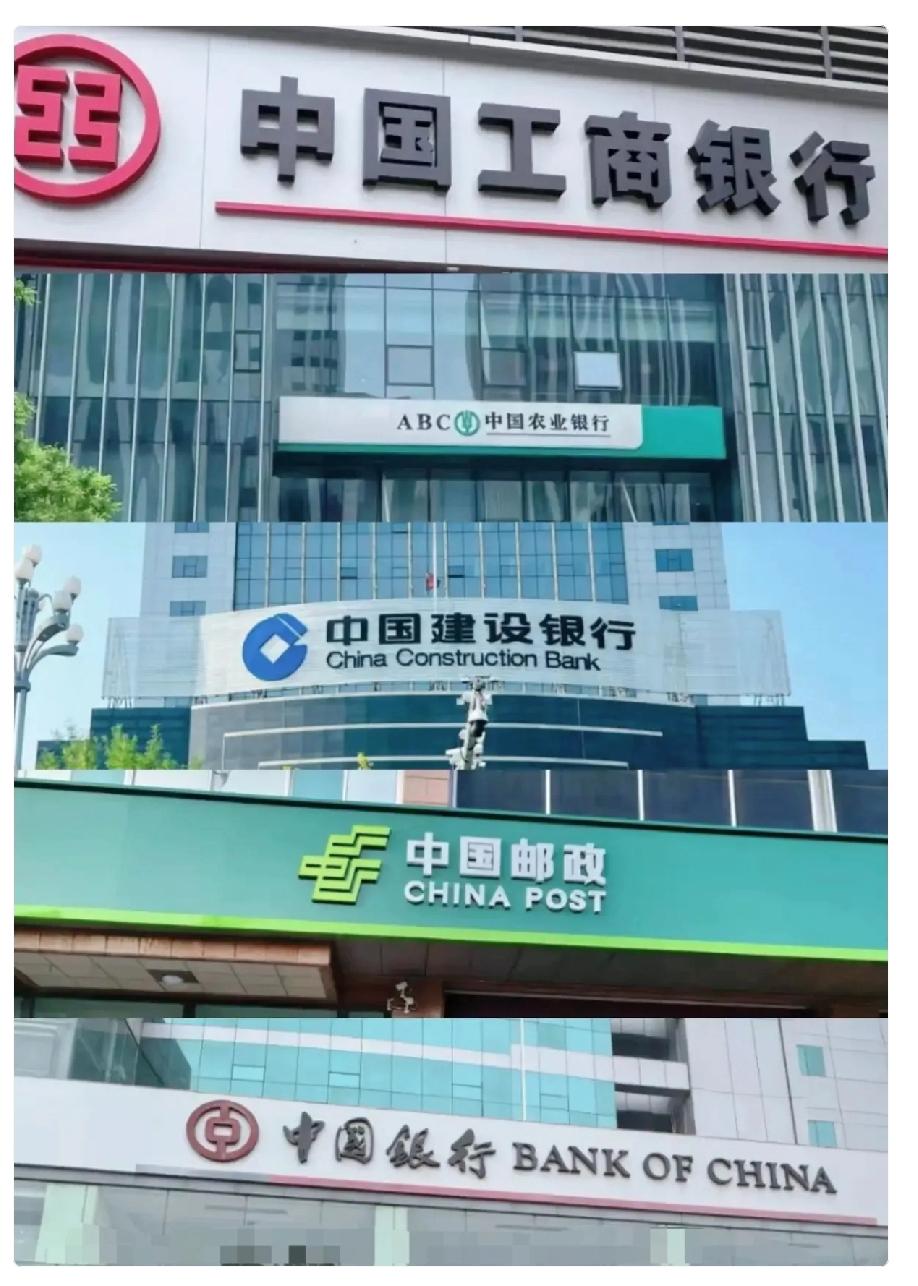 中国工商银行
ABC 中国农业银行
中国建设银行
China Construction Bank
中国邮政
CHINA POST
中国银行 BANK OF CHINA